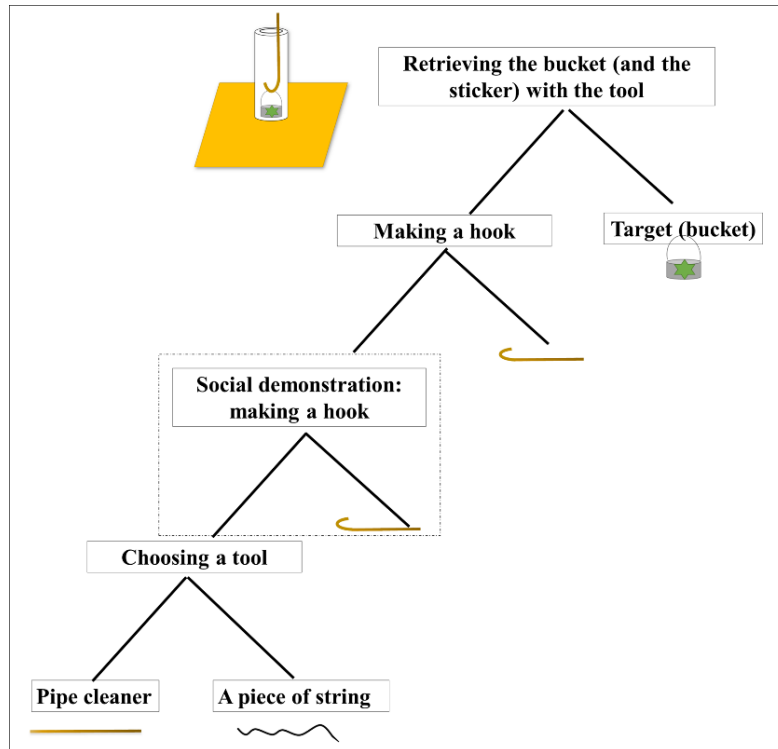 Retrieving the bucket (and the
sticker) with the tool
Making a hook
Target (bucket)
Social demonstration:
making a hook
Choosing a tool
Pipe cleaner
A piece of string